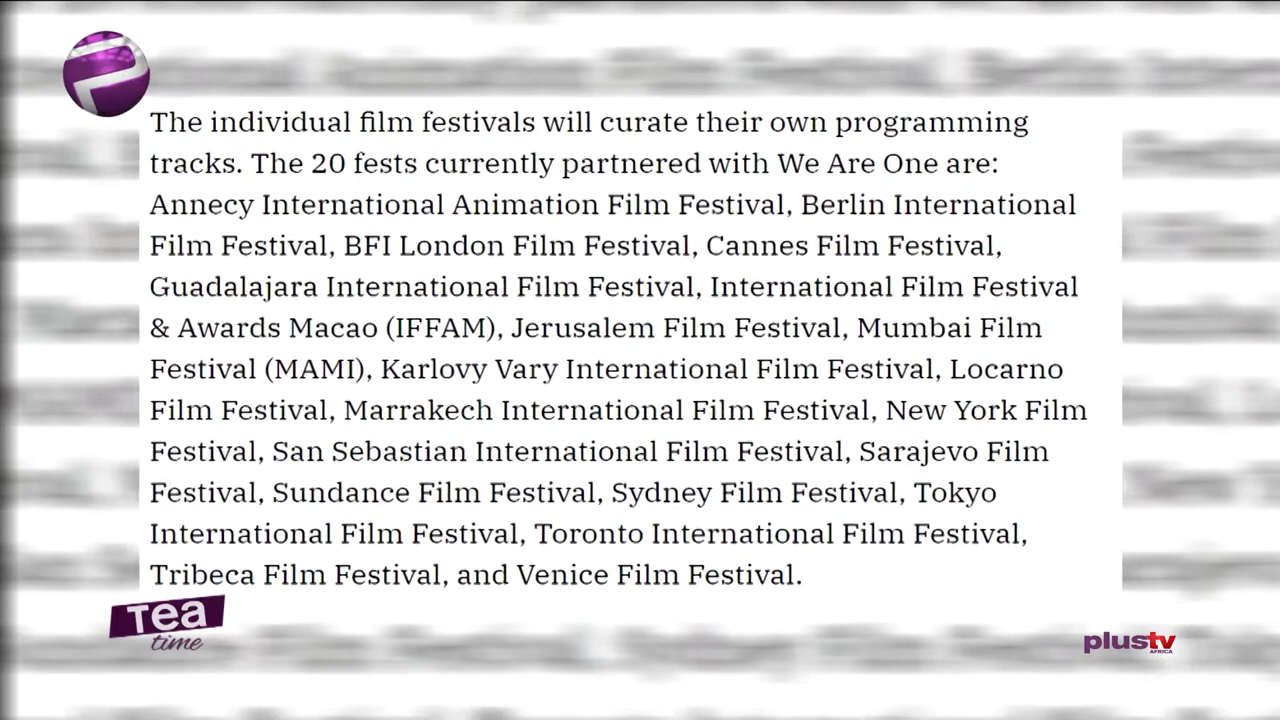 The individual film festivals will curate their own programming
tracks. The 20 fests currently partnered with We Are One are:
Annecy International Animation Film Festival, Berlin International
Film Festival, BFI London Film Festival, Cannes Film Festival,
Guadalajara International Film Festival, International Film Festival
& Awards Macao (IFFAM), Jerusalem Film Festival, Mumbai Film
Festival (MAMI), Karlovy Vary International Film Festival, Locarno
Film Festival, Marrakech International Film Festival, New York Film
Festival, San Sebastian International Film Festival, Sarajevo Film
Festival, Sundance Film Festival, Sydney Film Festival, Tokyo
International Film Festival, Toronto International Film Festival,
Tribeca Film Festival, and Venice Film Festival.
Tea
time
plustv
AFRICA